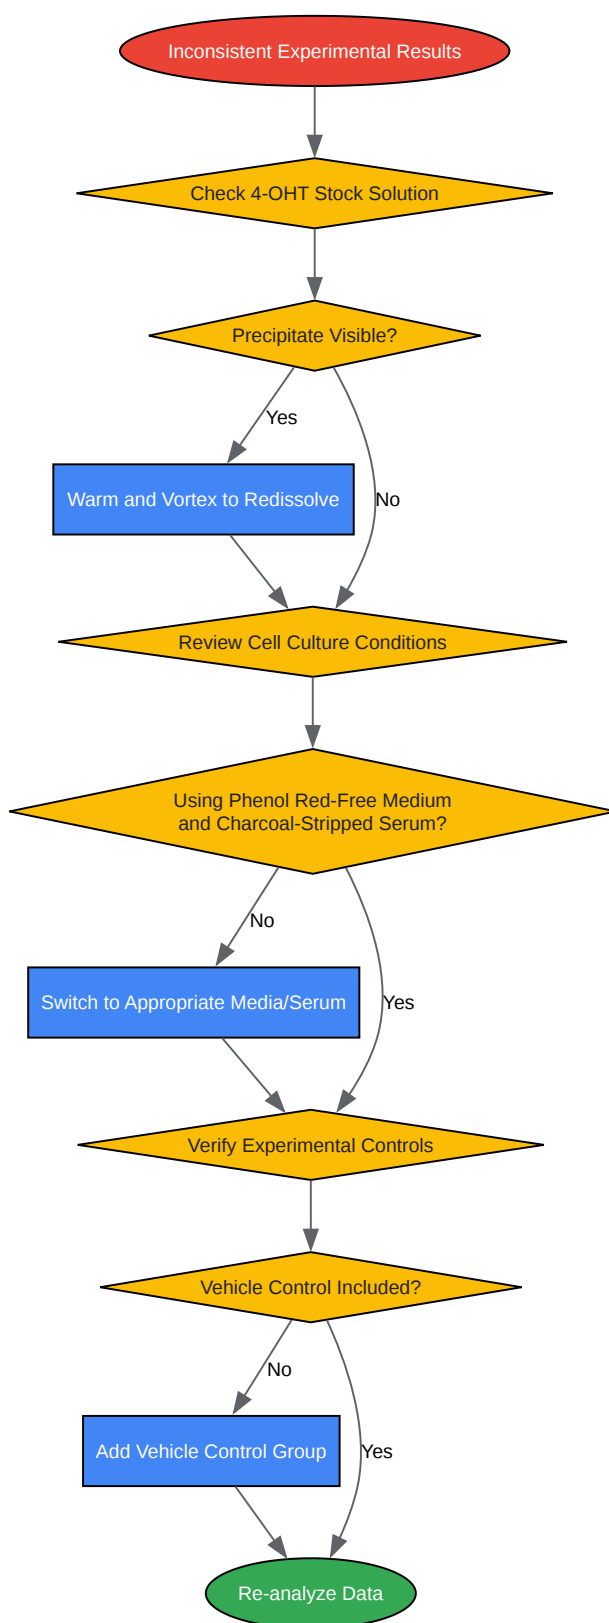 Inconsistent Experimental Results
Check 4-OHT Stock Solution
Precipitate Visible?
Yes
Warm and Vortex to Redissolve
No
Review Cell Culture Conditions
Using Phenol Red-Free Medium
and Charcoal-Stripped Serum?
No
Switch to Appropriate Media/Serum
Yes
Verify Experimental Controls
Vehicle Control Included?
No
Add Vehicle Control Group
Yes
Re-analyze Data